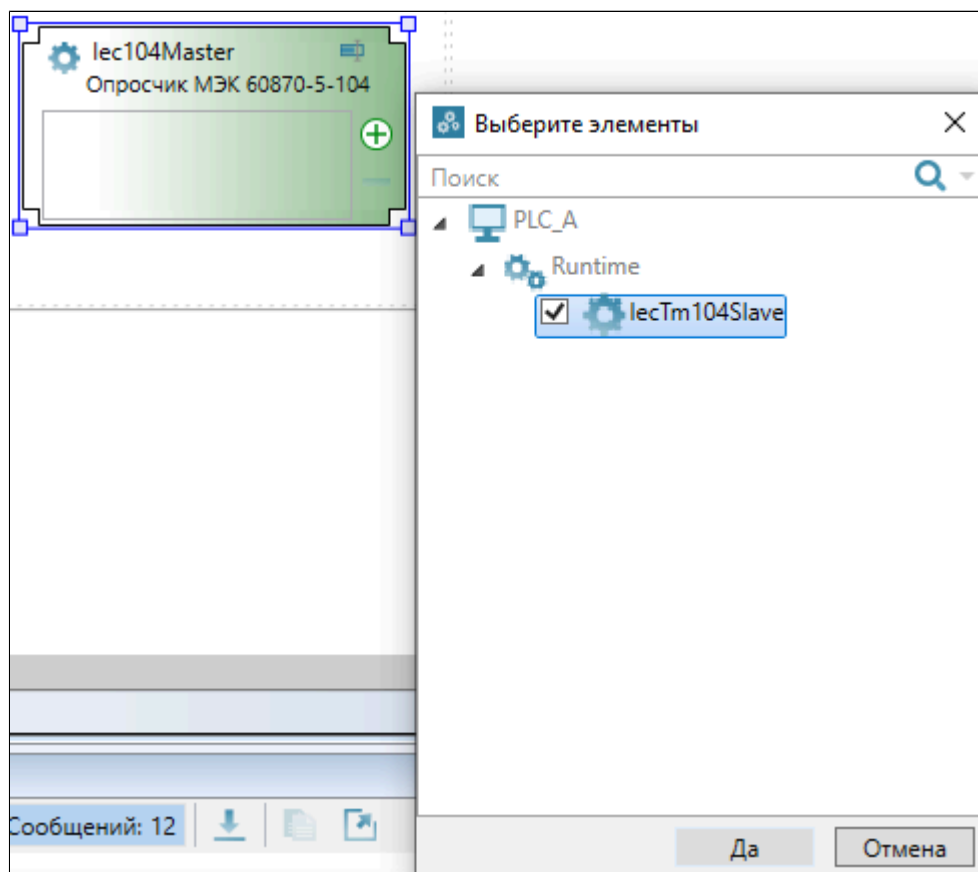 Iec104Master
Опросчик МЭК 60870-5-104
Выберите элементы
Поиск
PLC_A
Runtime
IecTm104Slave
Сообщений: 12
Да
Отмена